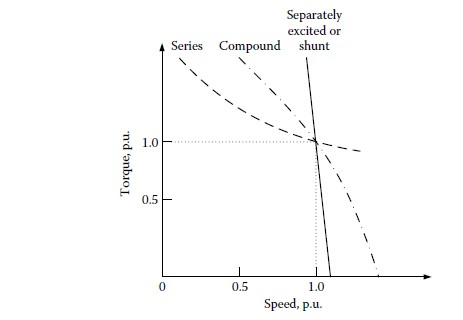 Separately
excited or
Series Compound shunt
Torque, p.u.
1.0
0.5
0 0.5 1.0
Speed, p.u.